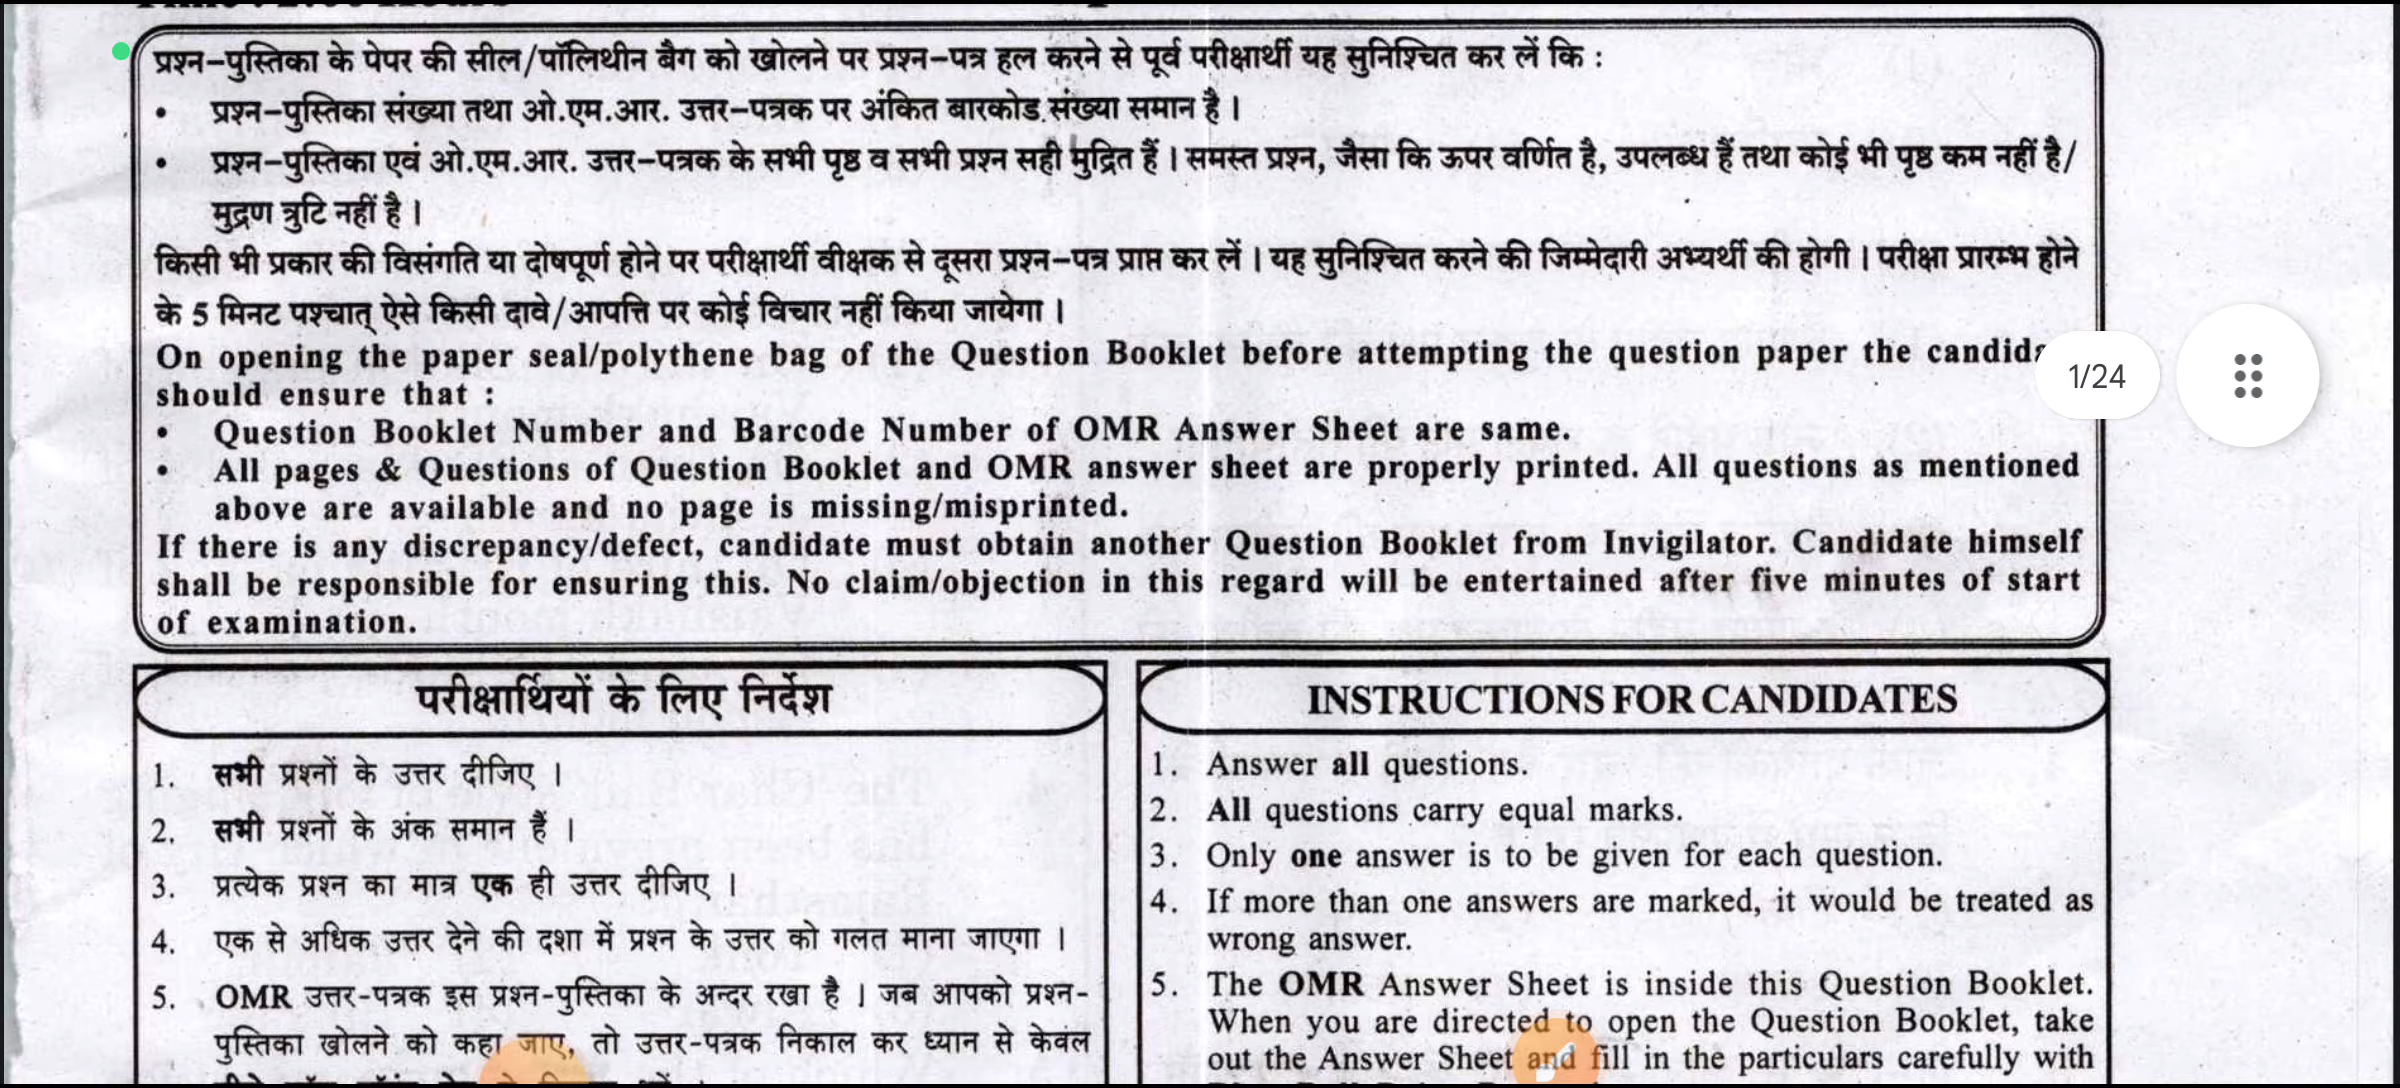 प्रश्न-पुस्तिका के पेपर की सील/पॉलिथीन बैग को खोलने पर प्रश्न-पत्र हल करने से पूर्व परीक्षार्थी यह सुनिश्चित कर लें कि :
• प्रश्न-पुस्तिका संख्या तथा ओ.एम.आर. उत्तर-पत्रक पर अंकित बारकोड संख्या समान है ।
• प्रश्न-पुस्तिका एवं ओ.एम.आर. उत्तर-पत्रक के सभी पृष्ठ व सभी प्रश्न सही मुद्रित हैं । समस्त प्रश्न, जैसा कि ऊपर वर्णित है, उपलब्ध हैं तथा कोई भी पृष्ठ कम नहीं है/
मुद्रण त्रुटि नहीं है ।
किसी भी प्रकार की विसंगति या दोषपूर्ण होने पर परीक्षार्थी वीक्षक से दूसरा प्रश्न-पत्र प्राप्त कर लें । यह सुनिश्चित करने की जिम्मेदारी अभ्यर्थी की होगी । परीक्षा प्रारम्भ होने
के 5 मिनट पश्चात् ऐसे किसी दावे/आपत्ति पर कोई विचार नहीं किया जायेगा ।
On opening the paper seal/polythene bag of the Question Booklet before attempting the question paper the
should ensure that :
• Question Booklet Number and Barcode Number of OMR Answer Sheet are same.
• All pages & Questions of Question Booklet and OMR answer sheet are properly printed. All questions as mentioned
above are available and no page is missing/misprinted.
If there is any discrepancy/defect, candidate must obtain another Question Booklet from Invigilator. Candidate himself
shall be responsible for ensuring this. No claim/objection in this regard will be entertained after five minutes of start
of examination.
1/24
परीक्षार्थियों के लिए निर्देश
1. सभी प्रश्नों के उत्तर दीजिए ।
2. सभी प्रश्नों के अंक समान हैं ।
3. प्रत्येक प्रश्न का मात्र एक ही उत्तर दीजिए ।
4. एक से अधिक उत्तर देने की दशा में प्रश्न के उत्तर को गलत माना जाएगा ।
5. OMR उत्तर-पत्रक इस प्रश्न-पुस्तिका के अन्दर रखा है । जब आपको प्रश्न-
पुस्तिका खोलने को कहा जाए, तो उत्तर-पत्रक निकाल कर ध्यान से केवल
INSTRUCTIONS FOR CANDIDATES
1. Answer all questions.
2. All questions carry equal marks.
3. Only one answer is to be given for each question.
4. If more than one answers are marked, it would be treated as
wrong answer.
5. The OMR Answer Sheet is inside this Question Booklet.
When you are directed to open the Question Booklet, take
out the Answer Sheet and fill in the particulars carefully with